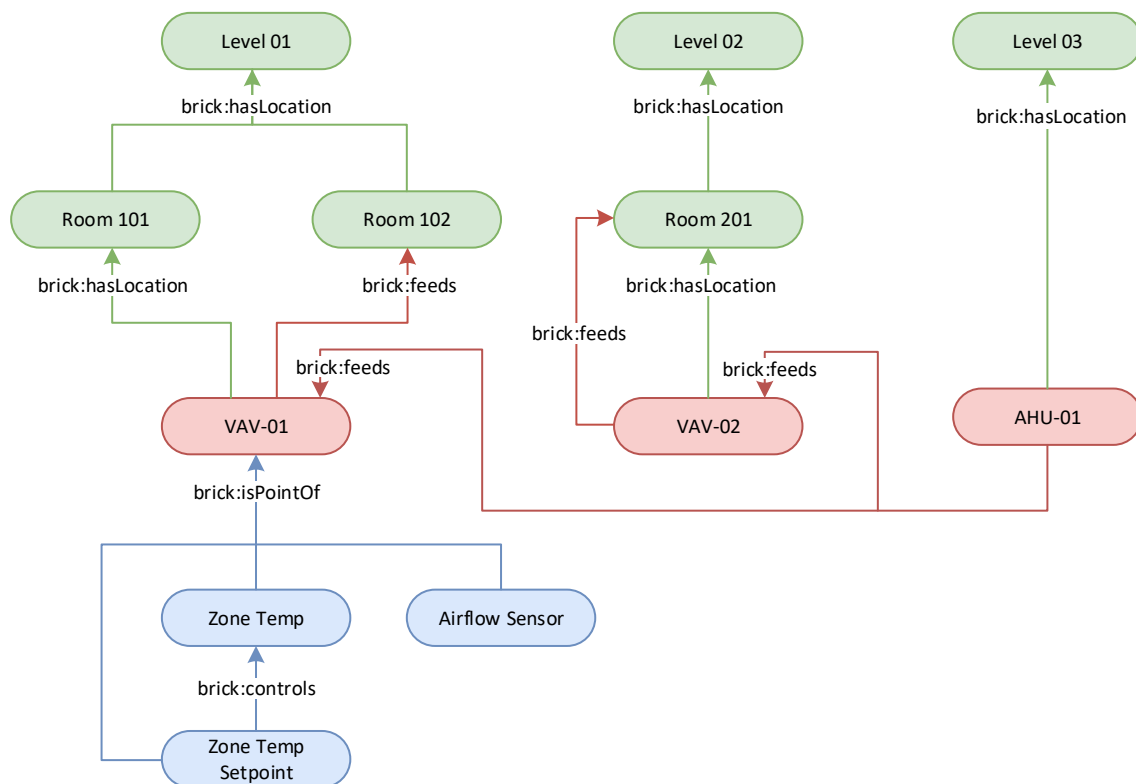 Level 01
Level 02
Level 03
brick:hasLocation
brick:hasLocation
brick:hasLocation
Room 101
Room 102
Room 201
brick:hasLocation
brick:feeds
brick:hasLocation
brick:feeds
brick:feeds
brick:feeds
VAV-01
VAV-02
AHU-01
brick:isPointOf
Zone Temp
Airflow Sensor
brick:controls
Zone Temp
Setpoint